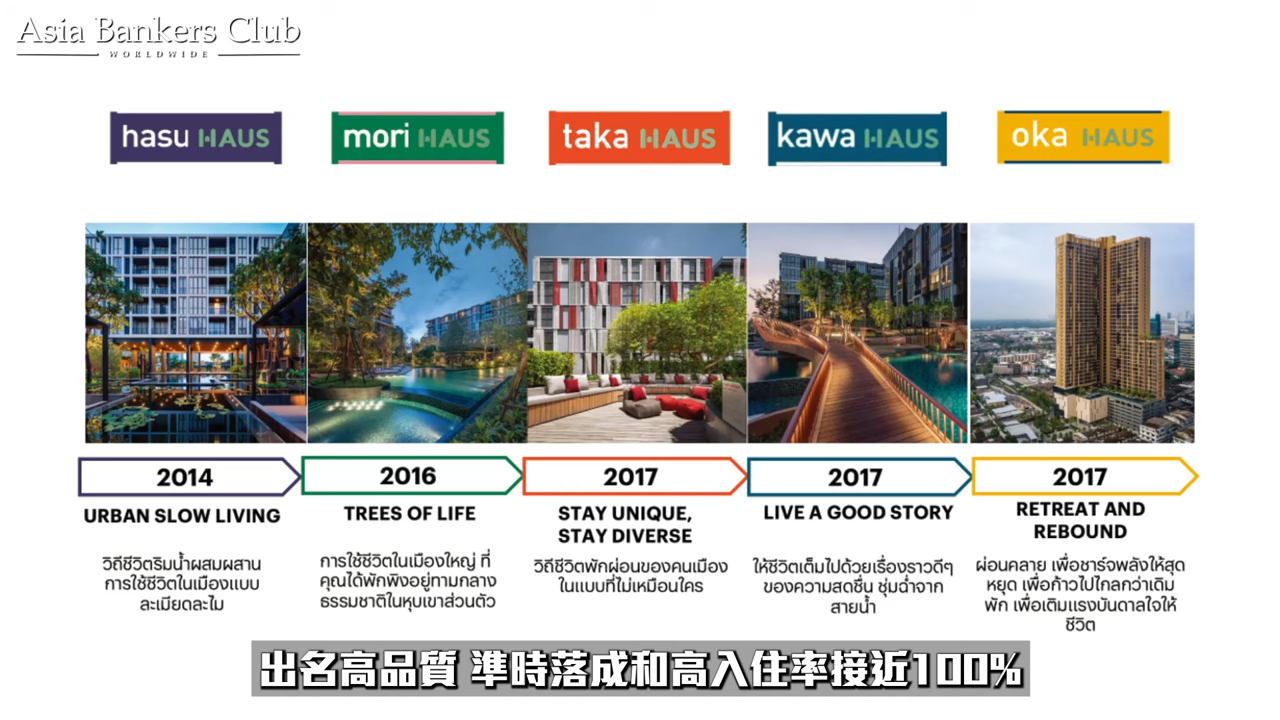 Asia Bankers Club
WORLDWIDE
hasu HAUS
mori HAUS
taka HAUS
kawa HAUS
oka HAUS
2014
URBAN SLOW LIVING
วิถีชีวิตริมน้ำผสมผสาน
การใช้ชีวิตในเมืองแบบ
ละเมียดละไม
2016
TREES OF LIFE
การใช้ชีวิตในเมืองใหญ่ ที่
คุณได้พักพิงอยู่ท่ามกลาง
ธรรมชาติในหุบเขาส่วนตัว
2017
STAY UNIQUE,
STAY DIVERSE
วิถีชีวิตพักผ่อนของคนเมือง
ในแบบที่ไม่เหมือนใคร
2017
LIVE A GOOD STORY
ให้ชีวิตเต็มไปด้วยเรื่องราวดีๆ
ของความสดชื่น ชุ่มฉ่ำจาก
สายน้ำ
2017
RETREAT AND
REBOUND
ผ่อนคลาย เพื่อชาร์จพลังให้สุด
หยุด เพื่อก้าวไปไกลกว่าเดิม
พัก เพื่อเติมแรงบันดาลใจให้
ชีวิต
出名高品質 準時落成和高入住率接近100%